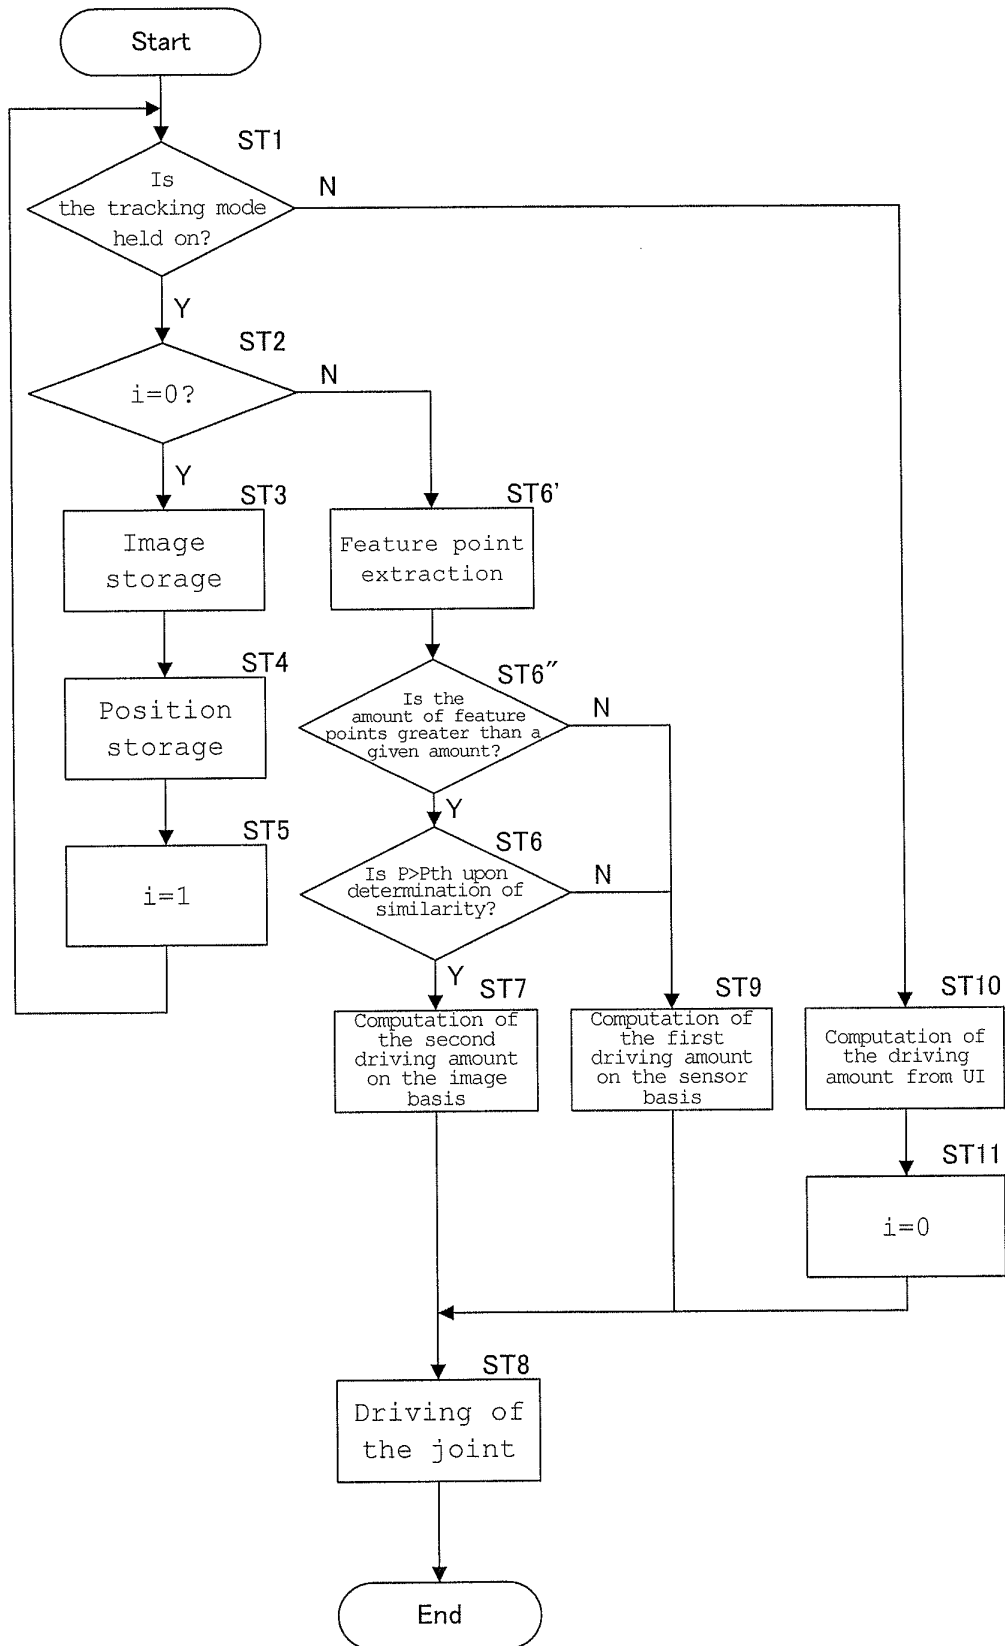 Start
ST1
Is
the tracking mode
held on?
N
Y
ST2
i=0?
N
Y
ST3
Image
storage
ST6'
Feature point
extraction
ST4
Position
storage
ST6″
Is the
amount of feature
points greater than a
given amount?
N
Y
ST5
i=1
ST6
Is P>Pth upon
determination of
similarity?
N
Y
ST7
Computation of
the second
driving amount
on the image
basis
ST9
Computation of
the first
driving amount
on the sensor
basis
ST10
Computation of
the driving
amount from UI
ST11
i=0
ST8
Driving of
the joint
End